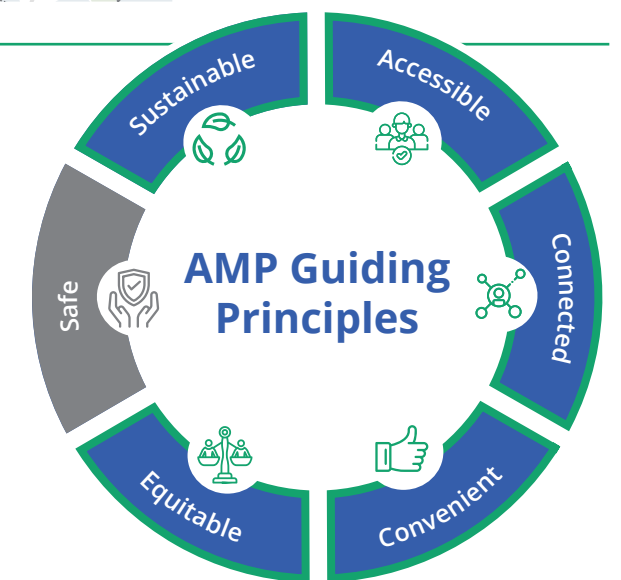 Sustainable
Accessible
Connected
Convenient
Equitable
Safe
AMP Guiding
Principles